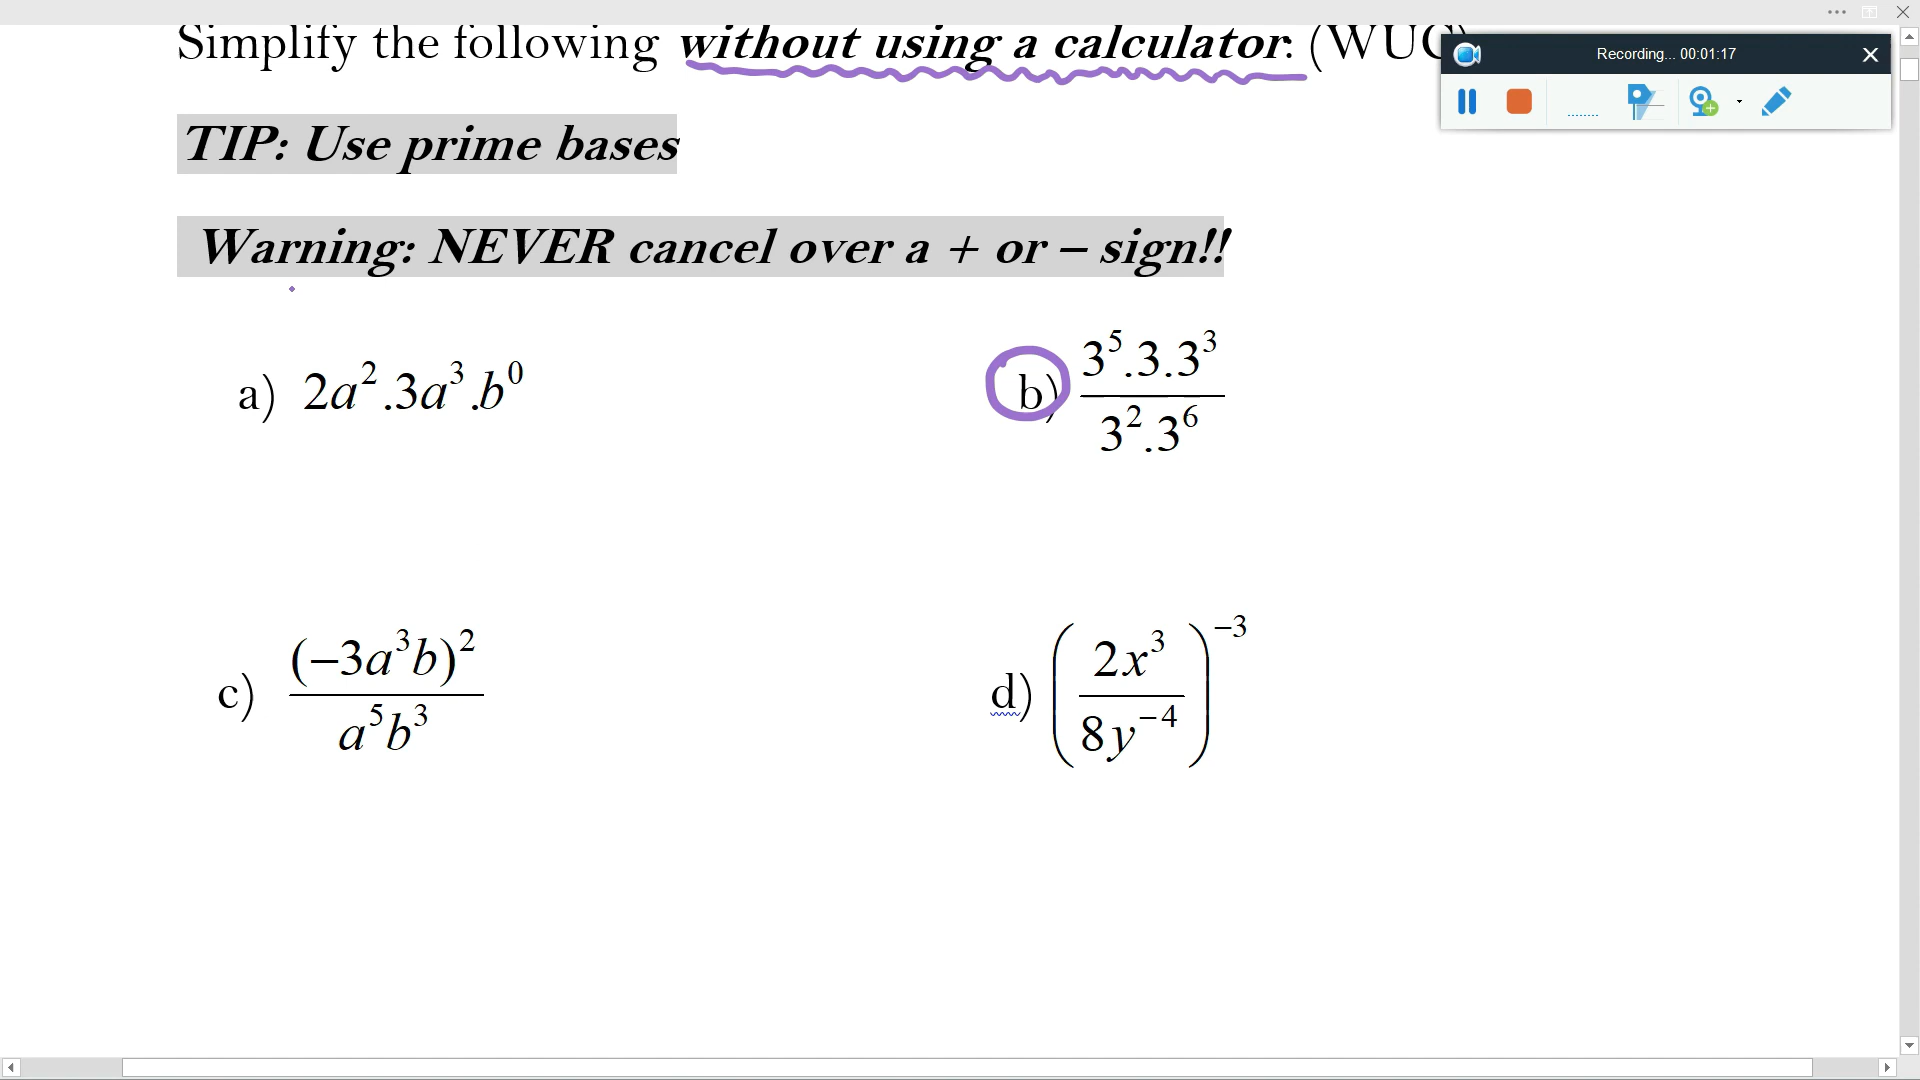 Simplify the following without using a calculator: (WUC)
Recording... 00:01:17
TIP: Use prime bases
Warning: NEVER cancel over a + or – sign!!
a) 2a².3a³.b⁰
b) 3⁵.3.3³ / 3².3⁶
c) (−3a³b)² / a⁵b³
d) (2x³ / 8y⁻⁴)⁻³